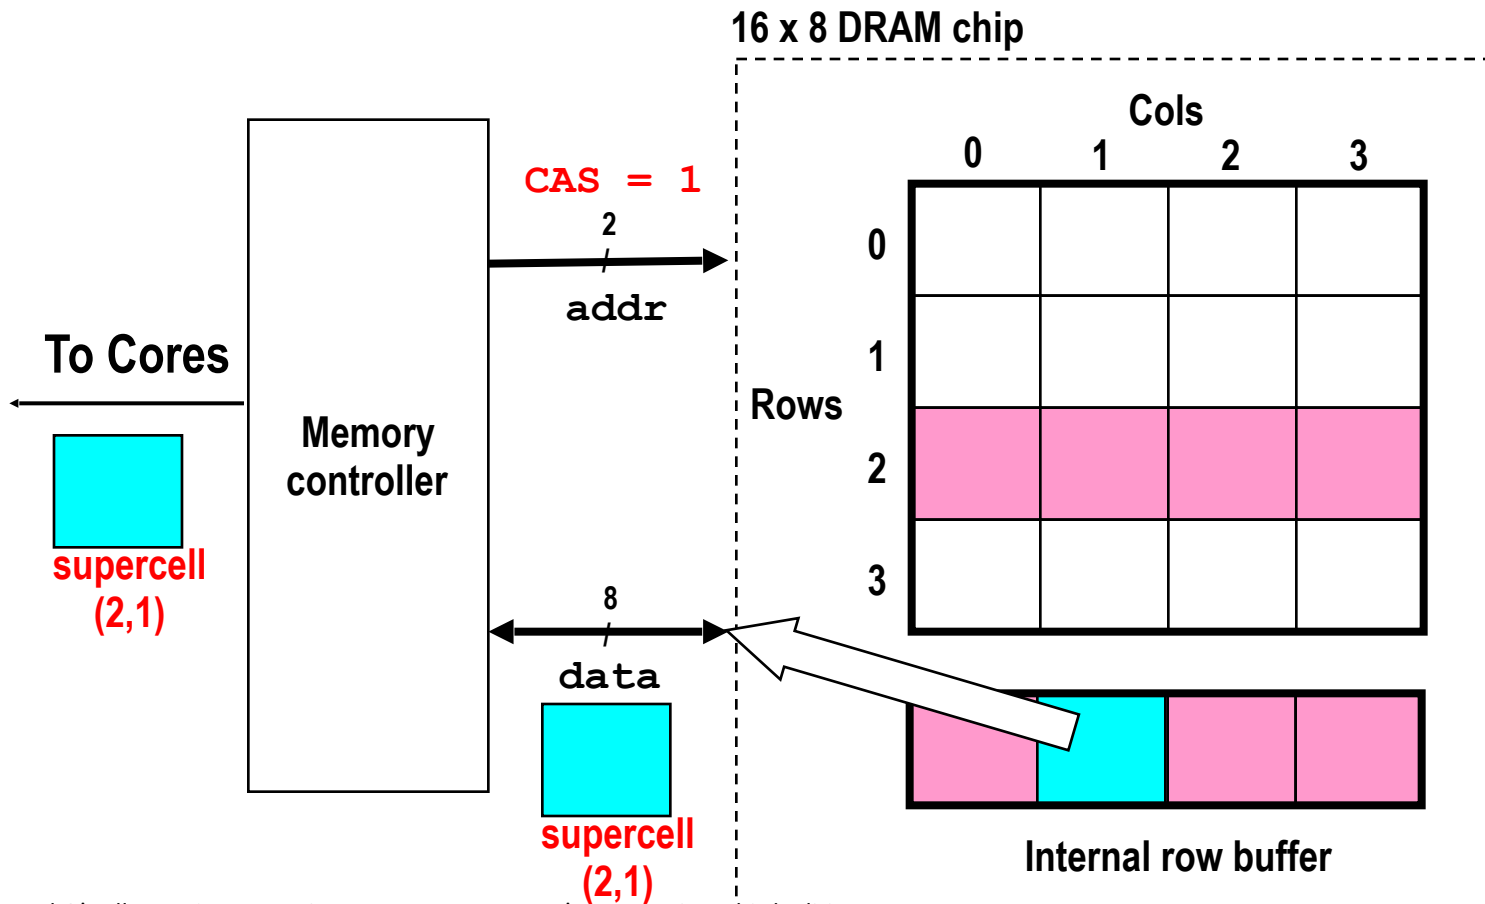 16 x 8 DRAM chip
Cols
0 1 2 3
CAS = 1
2
addr
0
To Cores
1
Rows
Memory
controller
2
supercell
(2,1)
3
8
data
supercell
(2,1)
Internal row buffer